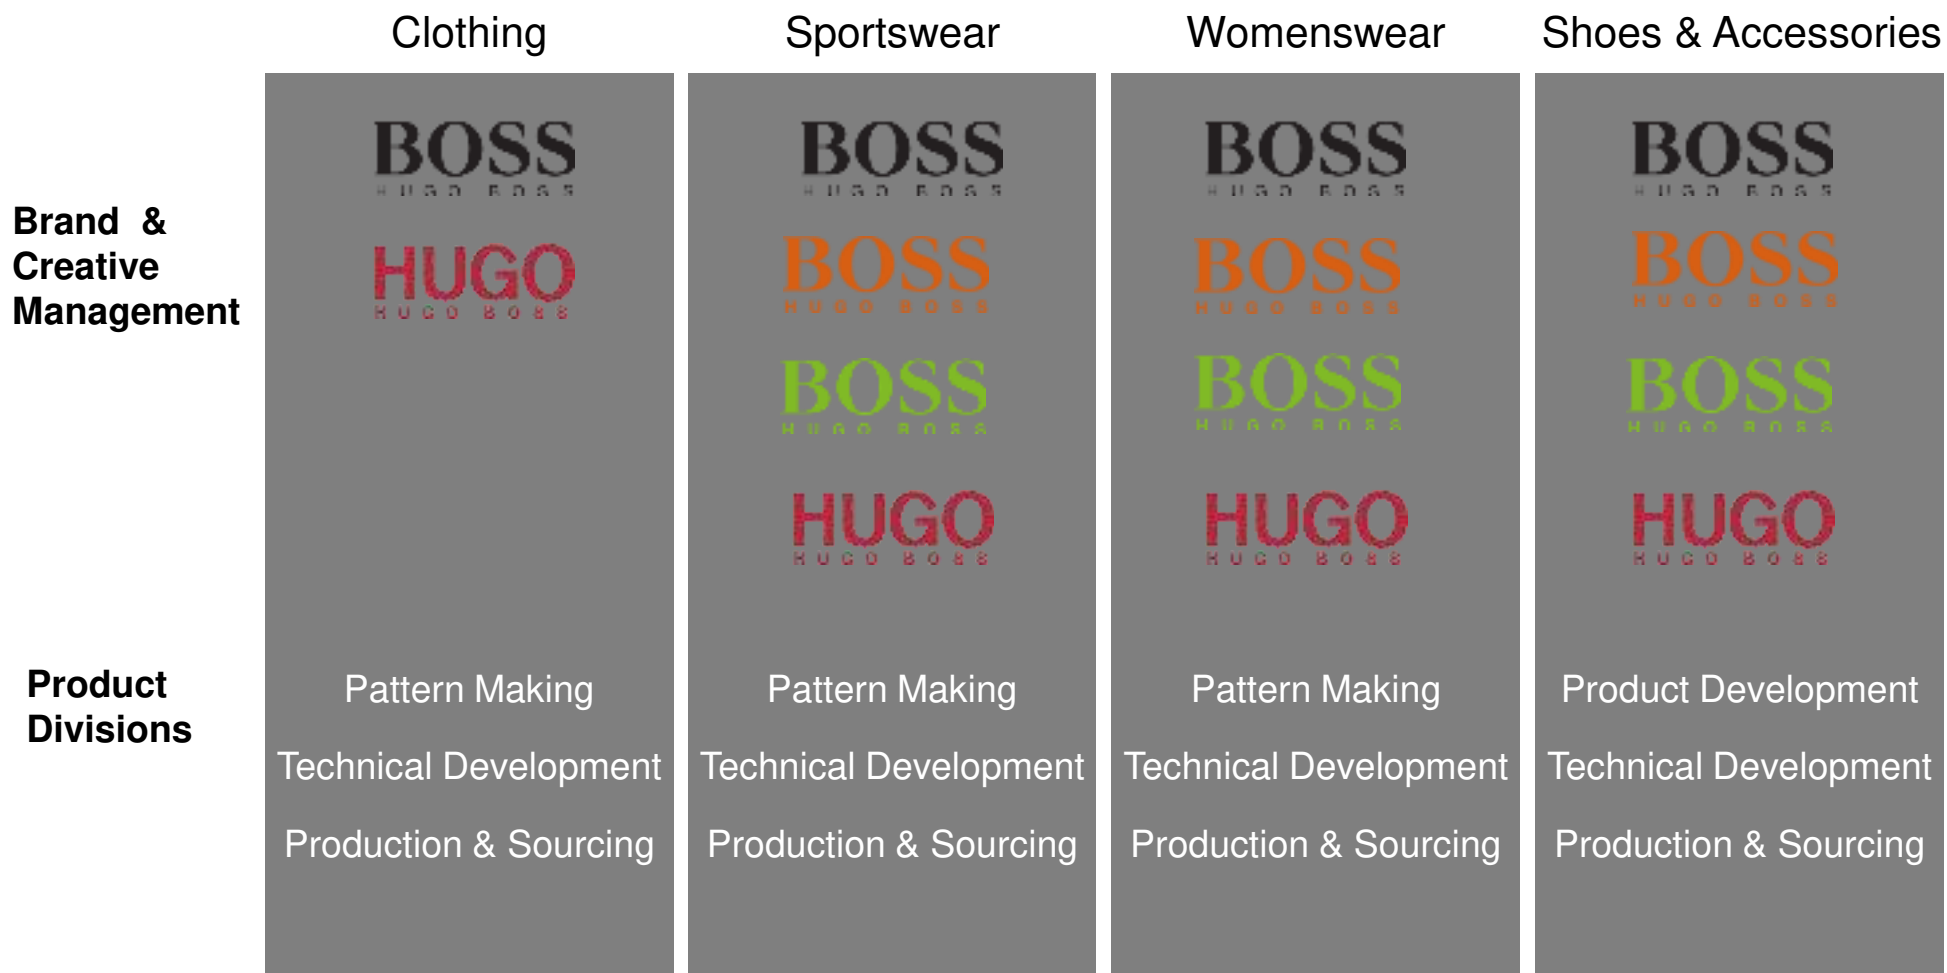 Clothing
Sportswear
Womenswear
Shoes & Accessories
Brand &
Creative
Management
BOSS
HUGO BOSS
HUGO
HUGO BOSS
BOSS
HUGO BOSS
BOSS
HUGO BOSS
BOSS
HUGO BOSS
HUGO
HUGO BOSS
BOSS
HUGO BOSS
BOSS
HUGO BOSS
BOSS
HUGO BOSS
HUGO
HUGO BOSS
BOSS
HUGO BOSS
BOSS
HUGO BOSS
BOSS
HUGO BOSS
HUGO
HUGO BOSS
Product
Divisions
Pattern Making
Technical Development
Production & Sourcing
Pattern Making
Technical Development
Production & Sourcing
Pattern Making
Technical Development
Production & Sourcing
Product Development
Technical Development
Production & Sourcing